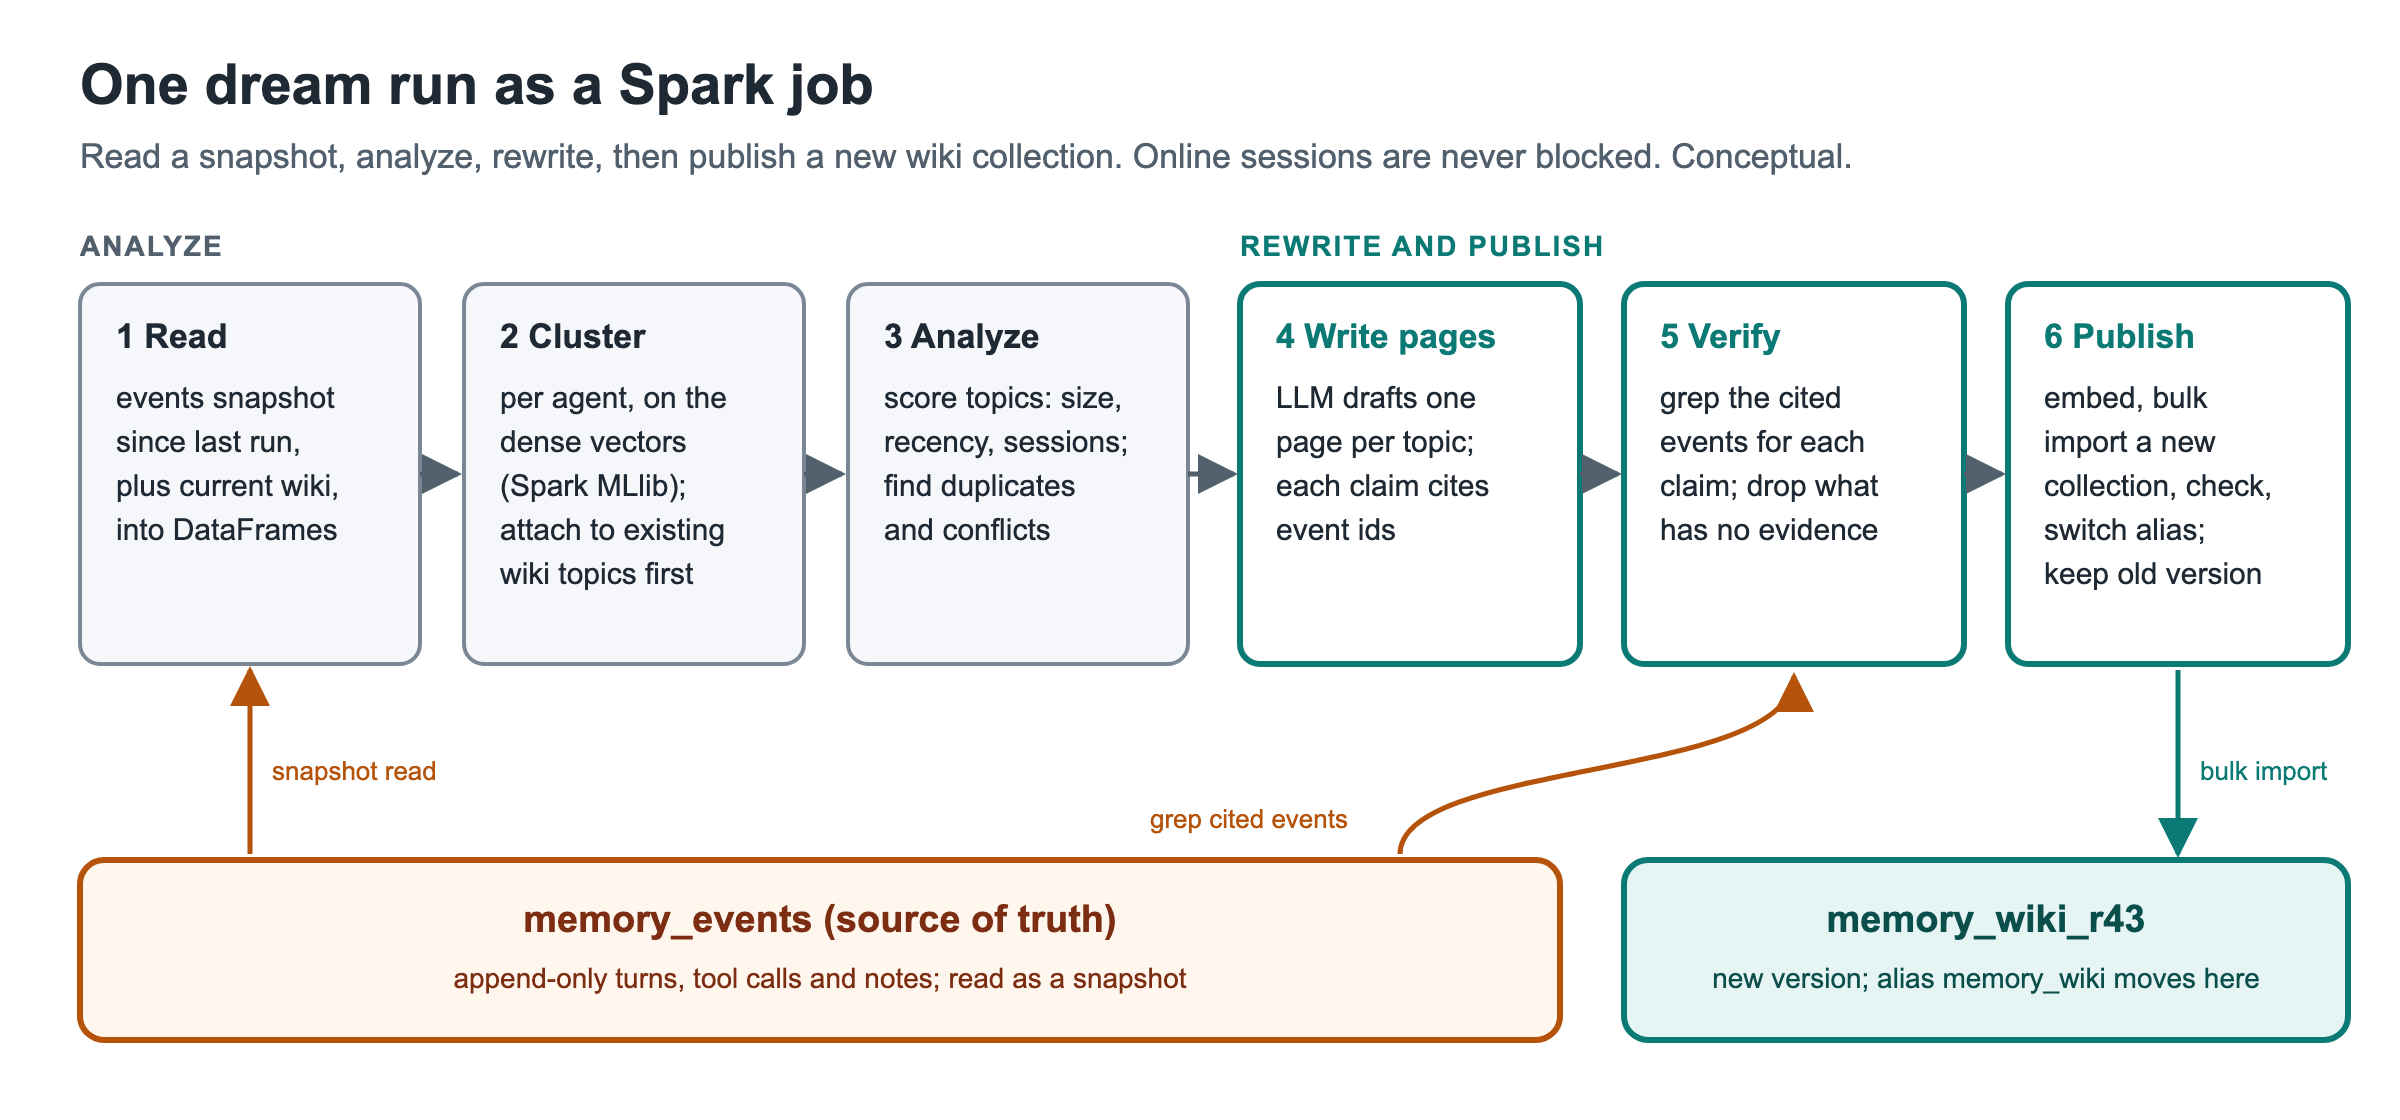 One dream run as a Spark job
Read a snapshot, analyze, rewrite, then publish a new wiki collection. Online sessions are never blocked. Conceptual.
ANALYZE
REWRITE AND PUBLISH
1 Read
events snapshot
since last run,
plus current wiki,
into DataFrames
2 Cluster
per agent, on the
dense vectors
(Spark MLlib);
attach to existing
wiki topics first
3 Analyze
score topics: size,
recency, sessions;
find duplicates
and conflicts
4 Write pages
LLM drafts one
page per topic;
each claim cites
event ids
5 Verify
grep the cited
events for each
claim; drop what
has no evidence
6 Publish
embed, bulk
import a new
collection, check,
switch alias;
keep old version
snapshot read
grep cited events
bulk import
memory_events (source of truth)
append-only turns, tool calls and notes; read as a snapshot
memory_wiki_r43
new version; alias memory_wiki moves here